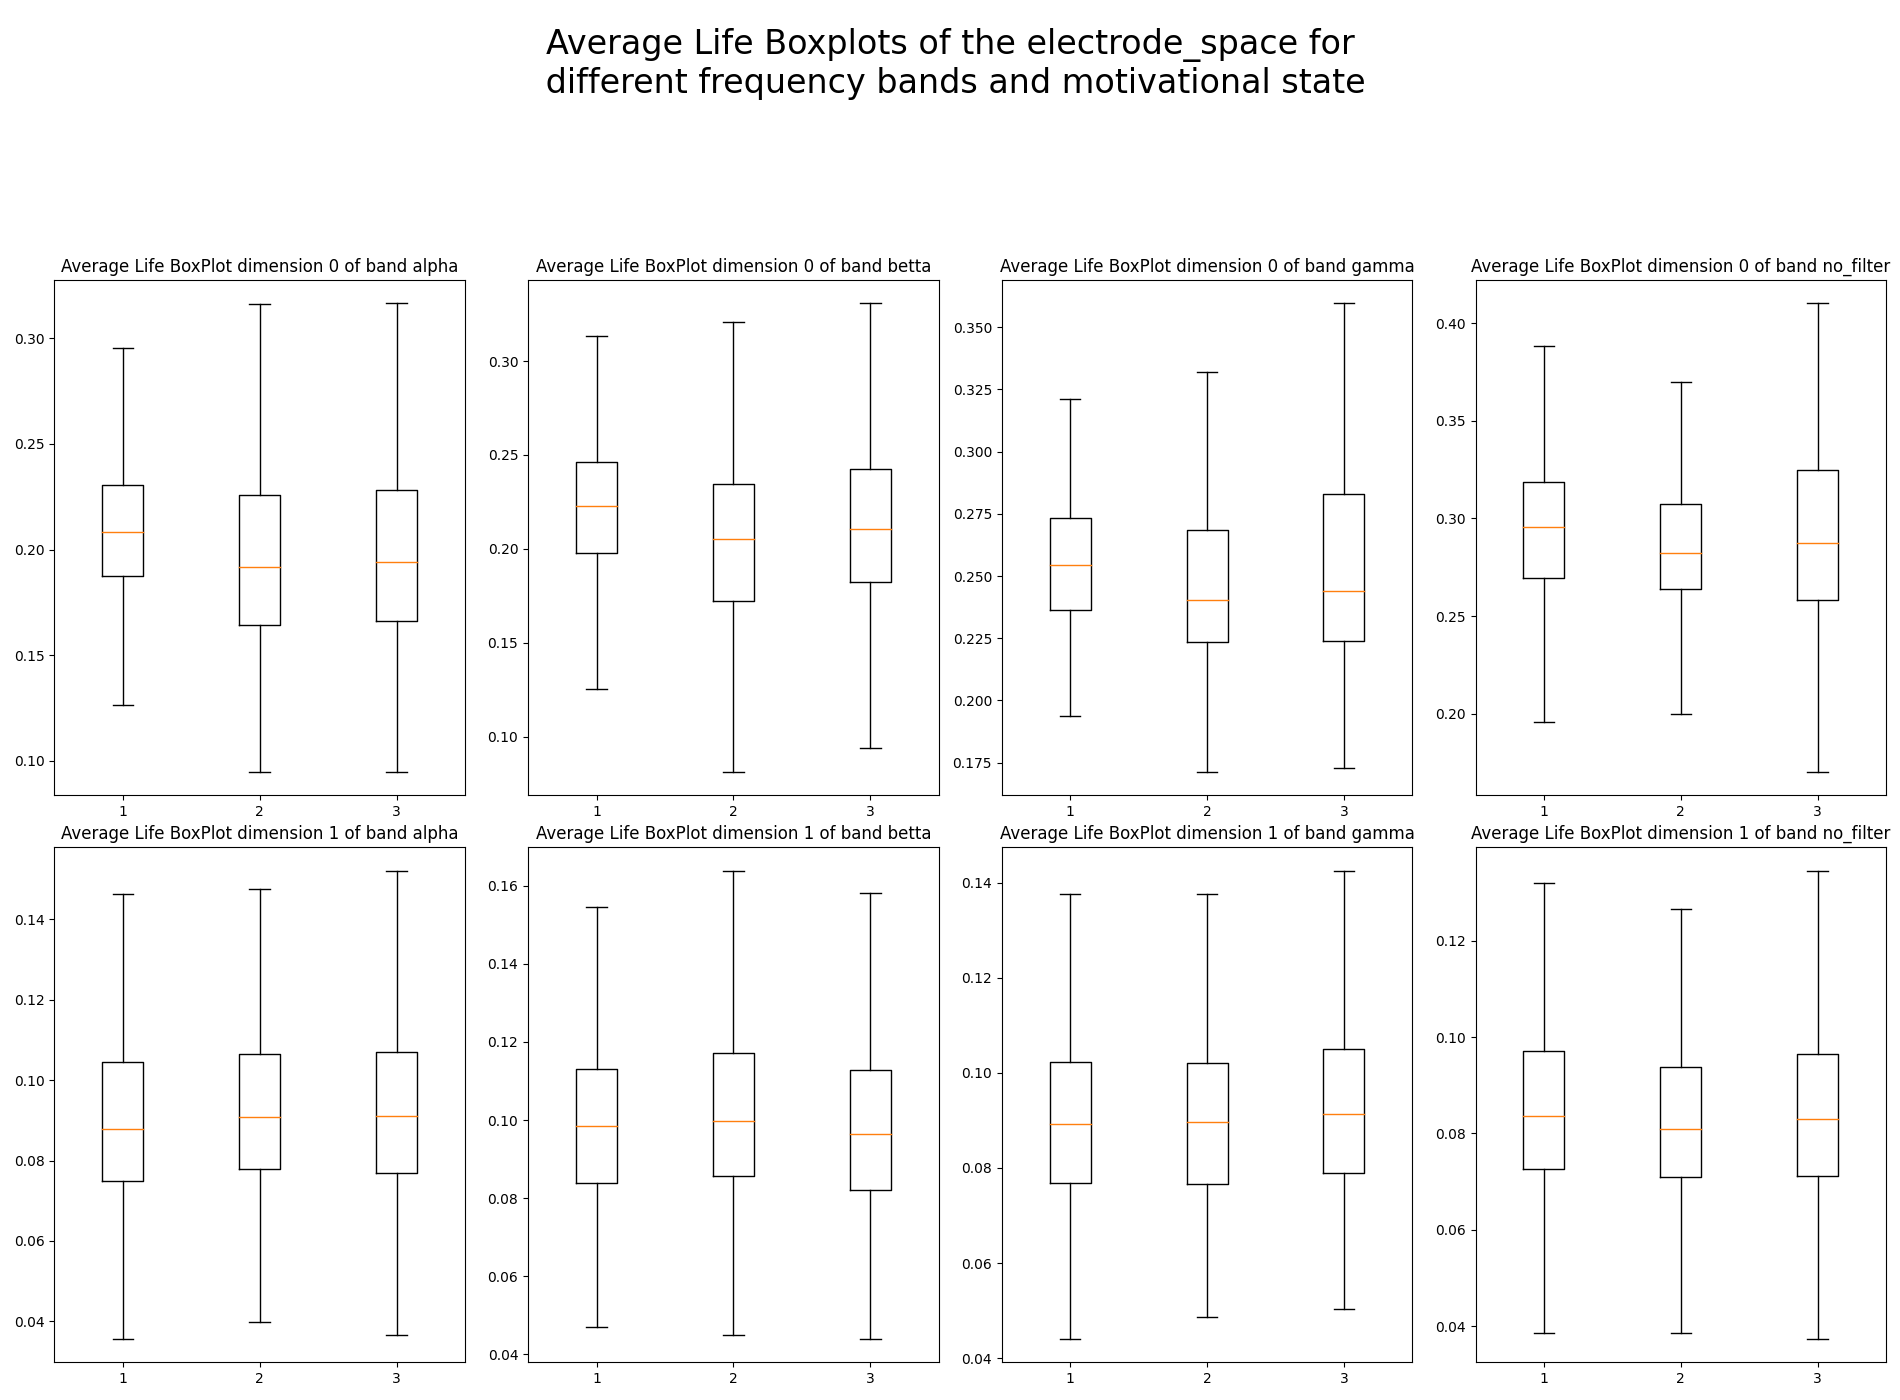 Average Life Boxplots of the electrode_space for
different frequency bands and motivational state
Average Life BoxPlot dimension 0 of band alpha
0.30
0.25
0.20
0.15
0.10
1 2 3
Average Life BoxPlot dimension 0 of band betta
0.30
0.25
0.20
0.15
0.10
1 2 3
Average Life BoxPlot dimension 0 of band gamma
0.350
0.325
0.300
0.275
0.250
0.225
0.200
0.175
1 2 3
Average Life BoxPlot dimension 0 of band no_filter
0.40
0.35
0.30
0.25
0.20
1 2 3
Average Life BoxPlot dimension 1 of band alpha
0.14
0.12
0.10
0.08
0.06
0.04
1 2 3
Average Life BoxPlot dimension 1 of band betta
0.16
0.14
0.12
0.10
0.08
0.06
0.04
1 2 3
Average Life BoxPlot dimension 1 of band gamma
0.14
0.12
0.10
0.08
0.06
0.04
1 2 3
Average Life BoxPlot dimension 1 of band no_filter
0.12
0.10
0.08
0.06
0.04
1 2 3